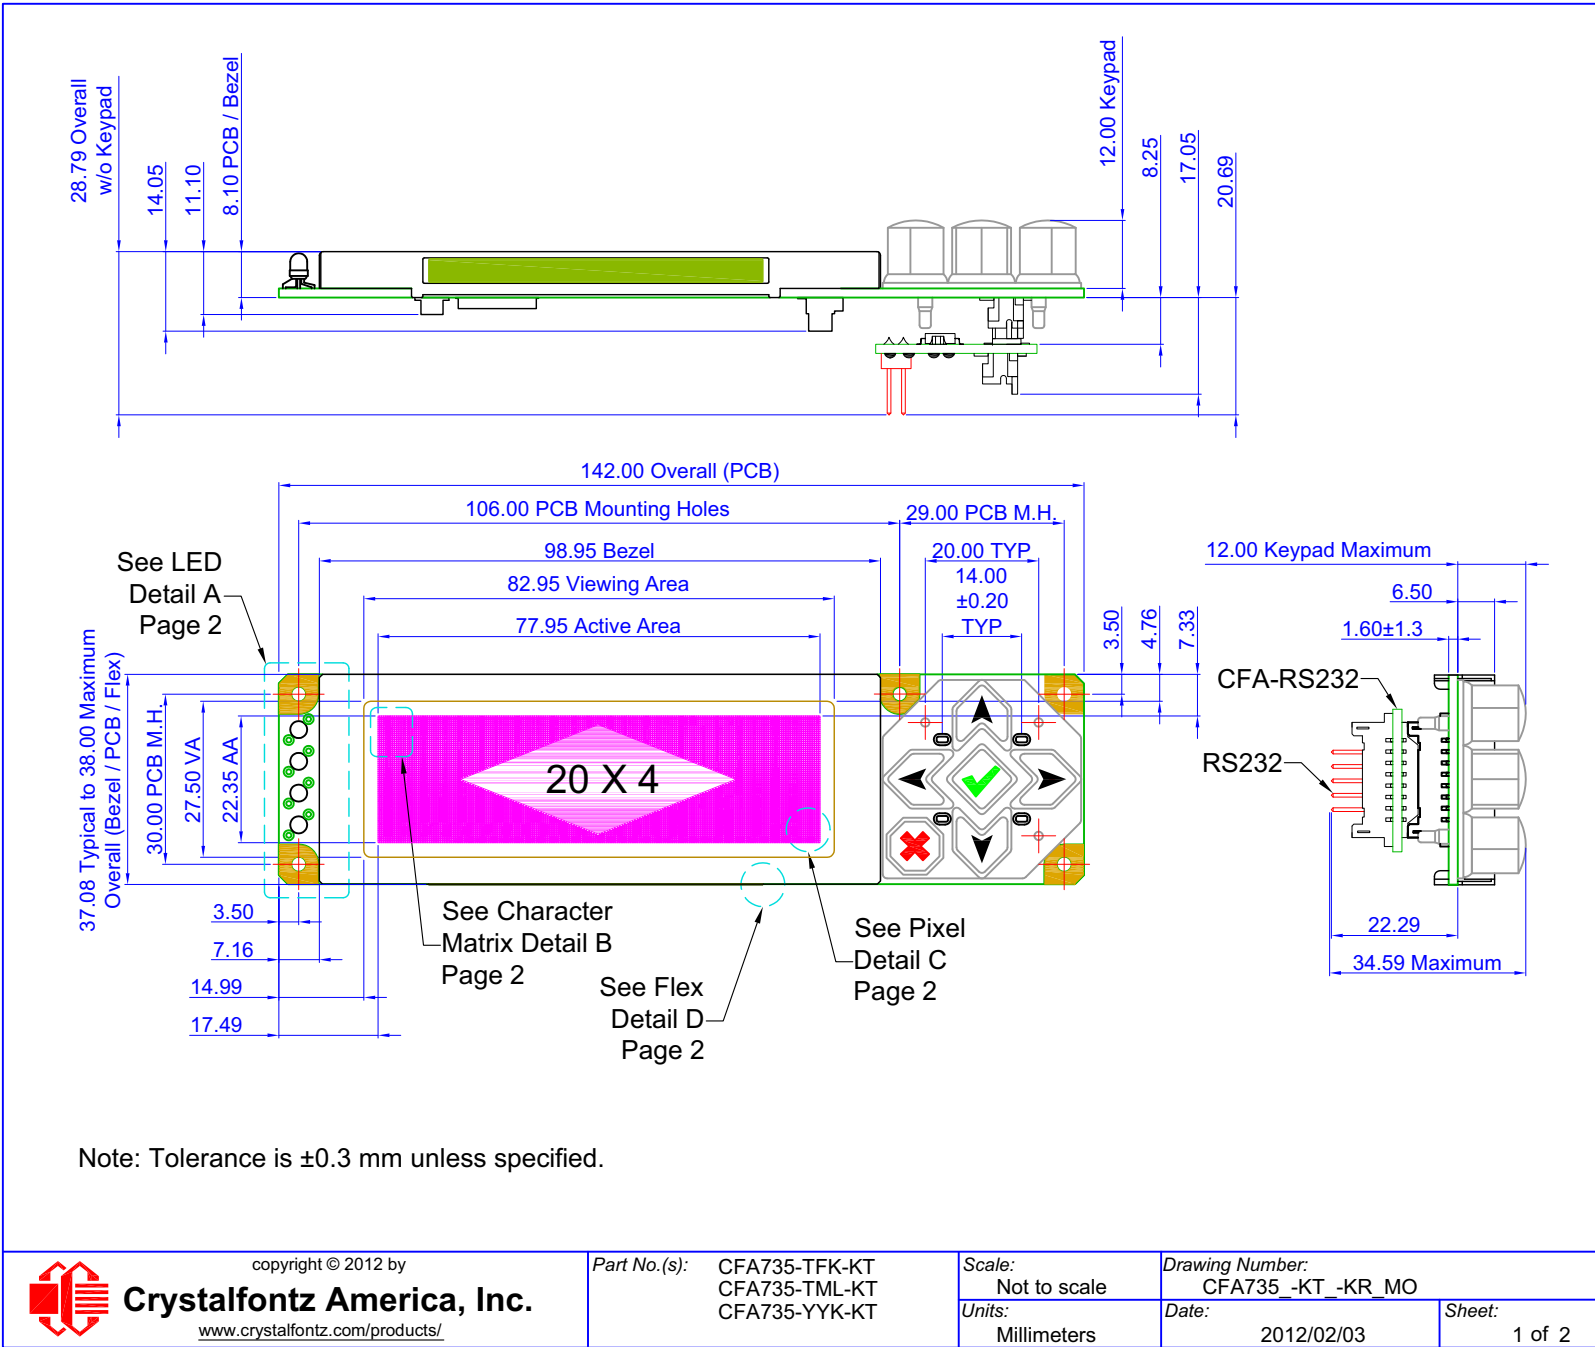 28.79 Overall
w/o Keypad
14.05
11.10
8.10 PCB / Bezel
12.00 Keypad
8.25
17.05
20.69
142.00 Overall (PCB)
106.00 PCB Mounting Holes
29.00 PCB M.H.
98.95 Bezel
20.00 TYP
82.95 Viewing Area
14.00
±0.20
TYP
77.95 Active Area
3.50
4.76
7.33
See LED
Detail A
Page 2
37.08 Typical to 38.00 Maximum
Overall (Bezel / PCB / Flex)
30.00 PCB M.H.
27.50 VA
22.35 AA
20 X 4
12.00 Keypad Maximum
6.50
1.60±1.3
CFA-RS232
RS232
22.29
34.59 Maximum
3.50
7.16
14.99
17.49
See Character
Matrix Detail B
Page 2
See Flex
Detail D
Page 2
See Pixel
Detail C
Page 2
Note: Tolerance is ±0.3 mm unless specified.
copyright © 2012 by
Crystalfontz America, Inc.
www.crystalfontz.com/products/
Part No.(s):
CFA735-TFK-KT
CFA735-TML-KT
CFA735-YYK-KT
Scale:
Not to scale
Units:
Millimeters
Drawing Number:
CFA735_-KT_-KR_MO
Date:
2012/02/03
Sheet:
1 of 2